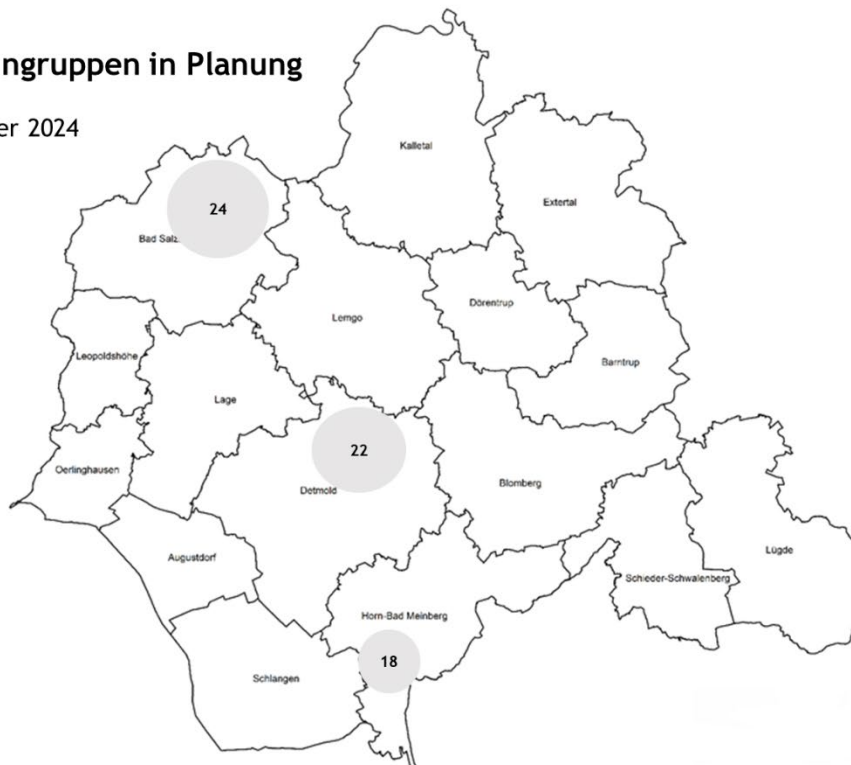 ngruppen in Planung
er 2024
Kalletal
Extertal
24
Bad Salz
Dörentrup
Lemgo
Leopoldshöhe
Barntrup
Lage
22
Oerlinghausen
Blomberg
Detmold
Lügde
Augustdorf
Schieder-Schwalenberg
Horn-Bad Meinberg
18
Schlangen